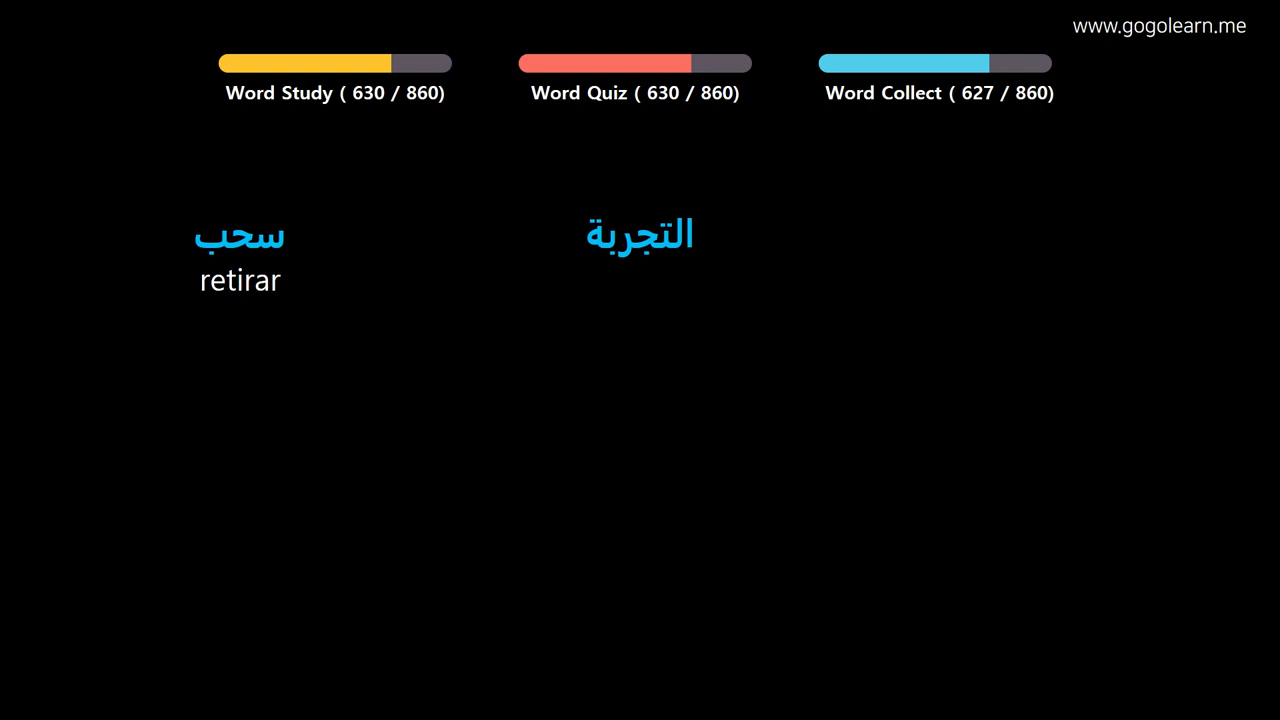 www.gogolearn.me
Word Study ( 630 / 860)
Word Quiz ( 630 / 860)
Word Collect ( 627 / 860)
سحب
retirar
التجربة